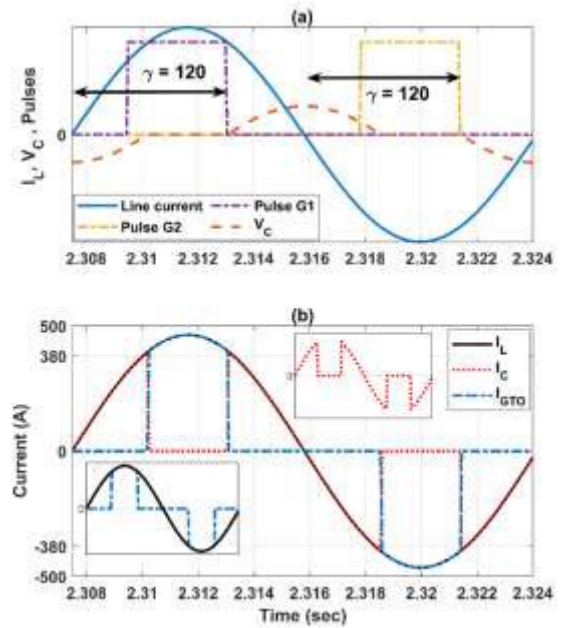 (a)
I_L, V_C, Pulses
0
γ = 120
γ = 120
Line current
Pulse G1
Pulse G2
V_C
2.308 2.31 2.312 2.314 2.316 2.318 2.32 2.322 2.324
(b)
Current (A)
500
380
0
-380
-500
0
0
I_L
I_C
I_GTO
2.308 2.31 2.312 2.314 2.316 2.318 2.32 2.322 2.324
Time (sec)